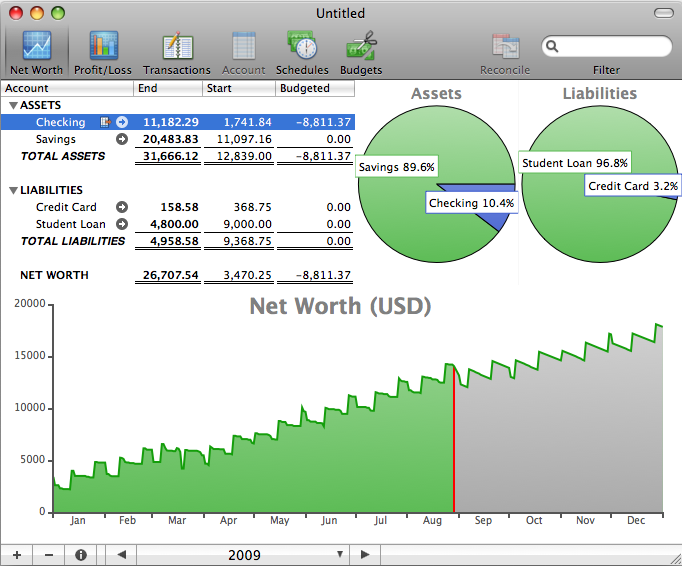 Untitled
Net Worth Profit/Loss Transactions Account Schedules Budgets Reconcile Filter
Account End Start Budgeted
ASSETS
Checking 11,182.29 1,741.84 −8,811.37
Savings 20,483.83 11,097.16 0.00
TOTAL ASSETS 31,666.12 12,839.00 −8,811.37
LIABILITIES
Credit Card 158.58 368.75 0.00
Student Loan 4,800.00 9,000.00 0.00
TOTAL LIABILITIES 4,958.58 9,368.75 0.00
NET WORTH 26,707.54 3,470.25 −8,811.37
Assets
Savings 89.6%
Checking 10.4%
Liabilities
Student Loan 96.8%
Credit Card 3.2%
Net Worth (USD)
20000
15000
10000
5000
0
Jan Feb Mar Apr May Jun Jul Aug Sep Oct Nov Dec
2009